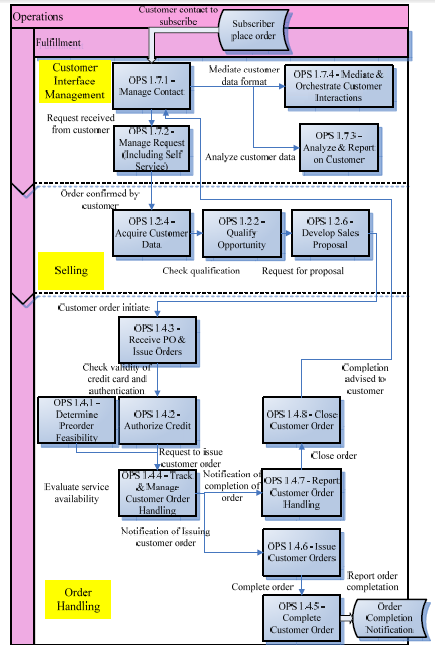 Operations
Customer contact to
subscribe
Subscriber
place order
Fulfillment
Customer
Interface
Management
OPS 1.7.1 -
Manage Contact
Mediate customer
data format
OPS 1.7.4 - Mediate &
Orchestrate Customer
Interactions
Request received
from customer
OPS 1.7.2 -
Manage Request
(Including Self
Service)
Analyze customer data
OPS 1.7.3 -
Analyze & Report
on Customer
Order confirmed by
customer
OPS 1.2.4 -
Acquire Customer
Data
OPS 1.2.2 -
Qualify
Opportunity
OPS 1.2.6 -
Develop Sales
Proposal
Selling
Check qualification
Request for proposal
Customer order initiate
OPS 1.4.3 -
Receive PO &
Issue Orders
Check validity of
credit card and
authentication
Completion
advised to
customer
OPS 1.4.1 -
Determine
Preorder
Feasibility
OPS 1.4.2 -
Authorize Credit
OPS 1.4.8 - Close
Customer Order
Request to issue
customer order
Close order
Evaluate service
availability
OPS 1.4.4 - Track
& Manage
Customer Order
Handling
Notification of
completion of
order
OPS 1.4.7 - Report
Customer Order
Handling
Notification of Issuing
customer order
OPS 1.4.6 - Issue
Customer Orders
Complete order
Report order
completation
Order
Handling
OPS 1.4.5 -
Complete
Customer Order
Order
Completion
Notification